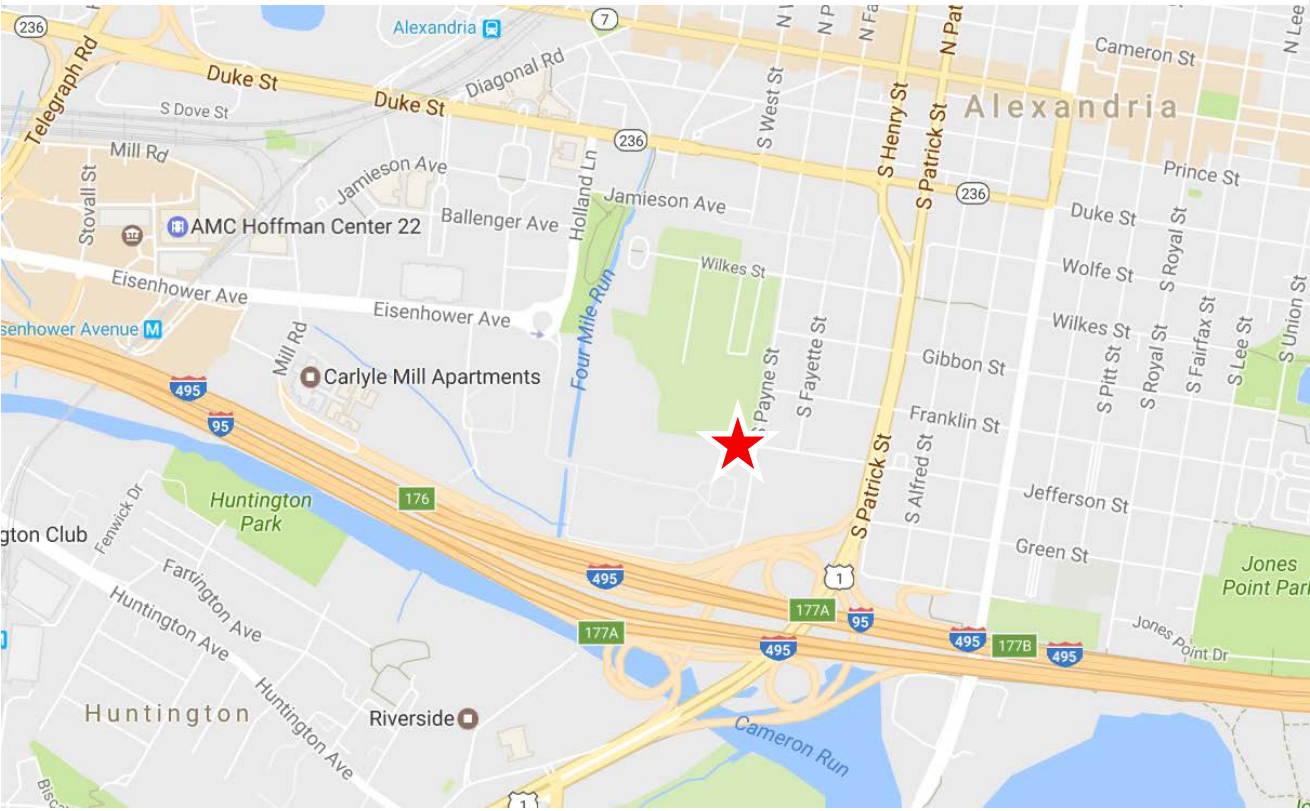 236
7
Alexandria
N Pat
N P
N Lee
Cameron St
Telegraph Rd
Duke St
Diagonal Rd
Duke St
S Dove St
S West St
S Henry St
S Patrick St
Alexandria
236
Mill Rd
Jamieson Ave
Holland Ln
Prince St
Stovall St
Jamieson Ave
236
Duke St
AMC Hoffman Center 22
Ballenger Ave
S Royal St
Wolfe St
Wilkes St
Eisenhower Ave
Eisenhower Ave
Four Mile Run
senhower Avenue M
Mill Rd
Wilkes St
S Union St
S Fairfax St
S Lee St
S Royal St
S Pitt St
S Payne St
S Fayette St
Gibbon St
495
Carlyle Mill Apartments
95
Franklin St
S Alfred St
S Patrick St
Huntington
Park
176
Jefferson St
gton Club
Fenwick Dr
Green St
Jones
Point Parl
Farrington Ave
495
1
177A
95
Huntington Ave
177A
495
495
177B
495
Jones Point Dr
Huntington
Huntington Ave
Riverside
Cameron Run
1